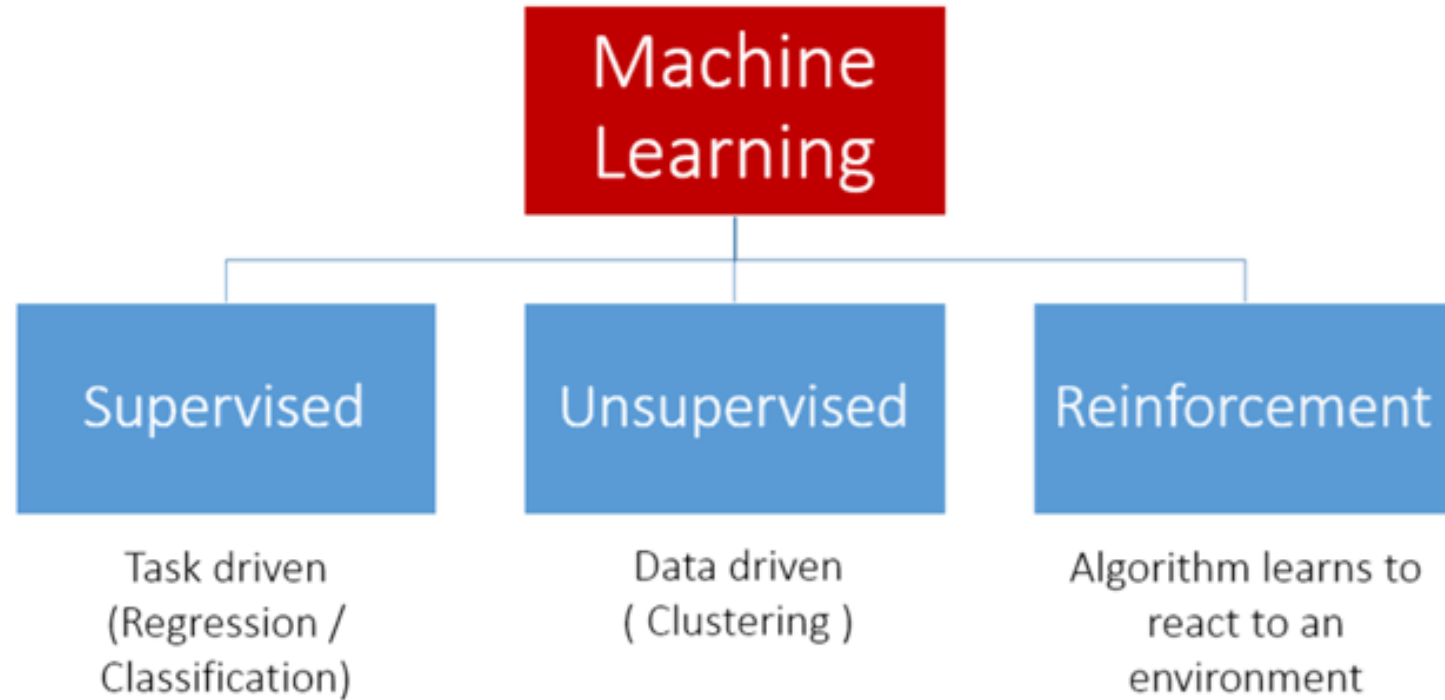 Machine
Learning
Supervised
Unsupervised
Reinforcement
Task driven
(Regression /
Classification)
Data driven
( Clustering )
Algorithm learns to
react to an
environment